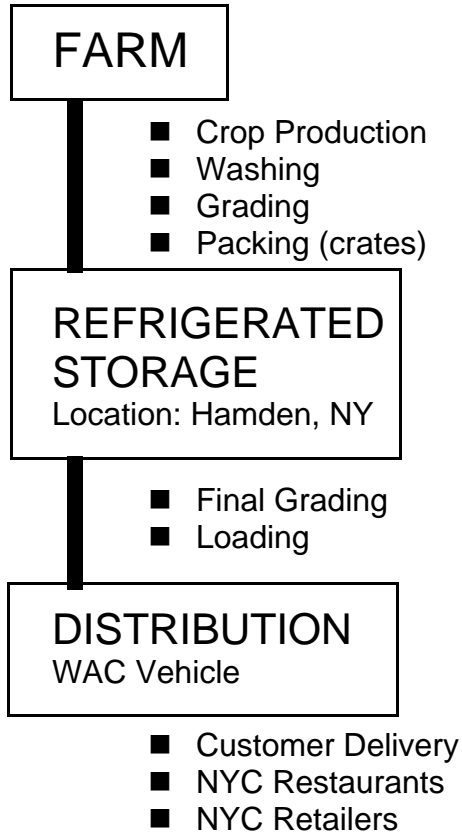 FARM
■ Crop Production
■ Washing
■ Grading
■ Packing (crates)
REFRIGERATED
STORAGE
Location: Hamden, NY
■ Final Grading
■ Loading
DISTRIBUTION
WAC Vehicle
■ Customer Delivery
■ NYC Restaurants
■ NYC Retailers